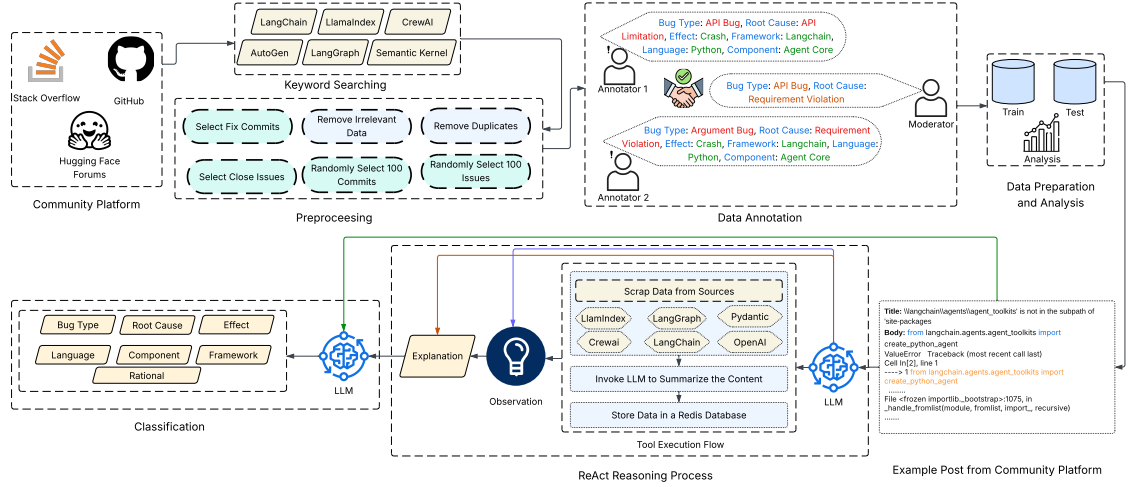 Stack Overflow
GitHub
Hugging Face
Forums
Community Platform
LangChain
LlamaIndex
CrewAI
AutoGen
LangGraph
Semantic Kernel
Keyword Searching
Select Fix Commits
Remove Irrelevant
Data
Remove Duplicates
Select Close Issues
Randomly Select 100
Commits
Randomly Select 100
Issues
Preproceesing
Bug Type: API Bug, Root Cause: API
Limitation, Effect: Crash, Framework: Langchain,
Language: Python, Component: Agent Core
Annotator 1
Bug Type: API Bug, Root Cause:
Requirement Violation
Moderator
Bug Type: Argument Bug, Root Cause: Requirement
Violation, Effect: Crash, Framework: Langchain, Language:
Python, Component: Agent Core
Annotator 2
Data Annotation
Train
Test
Analysis
Data Preparation
and Analysis
Bug Type
Root Cause
Effect
Language
Component
Framework
Rational
Classification
LLM
Explanation
Observation
Scrap Data from Sources
LlamIndex
LangGraph
Pydantic
Crewai
LangChain
OpenAI
Invoke LLM to Summarize the Content
Store Data in a Redis Database
Tool Execution Flow
LLM
ReAct Reasoning Process
Title: \\langchain\\agents\\agent_toolkits' is not in the subpath of
'site-packages
Body: from langchain.agents.agent_toolkits import
create_python_agent
ValueError Traceback (most recent call last)
Cell In[2], line 1
----> 1 from langchain.agents.agent_toolkits import
create_python_agent
........
File <frozen importlib._bootstrap>:1075, in
_handle_fromlist(module, fromlist, import_, recursive)
.......
Example Post from Community Platform